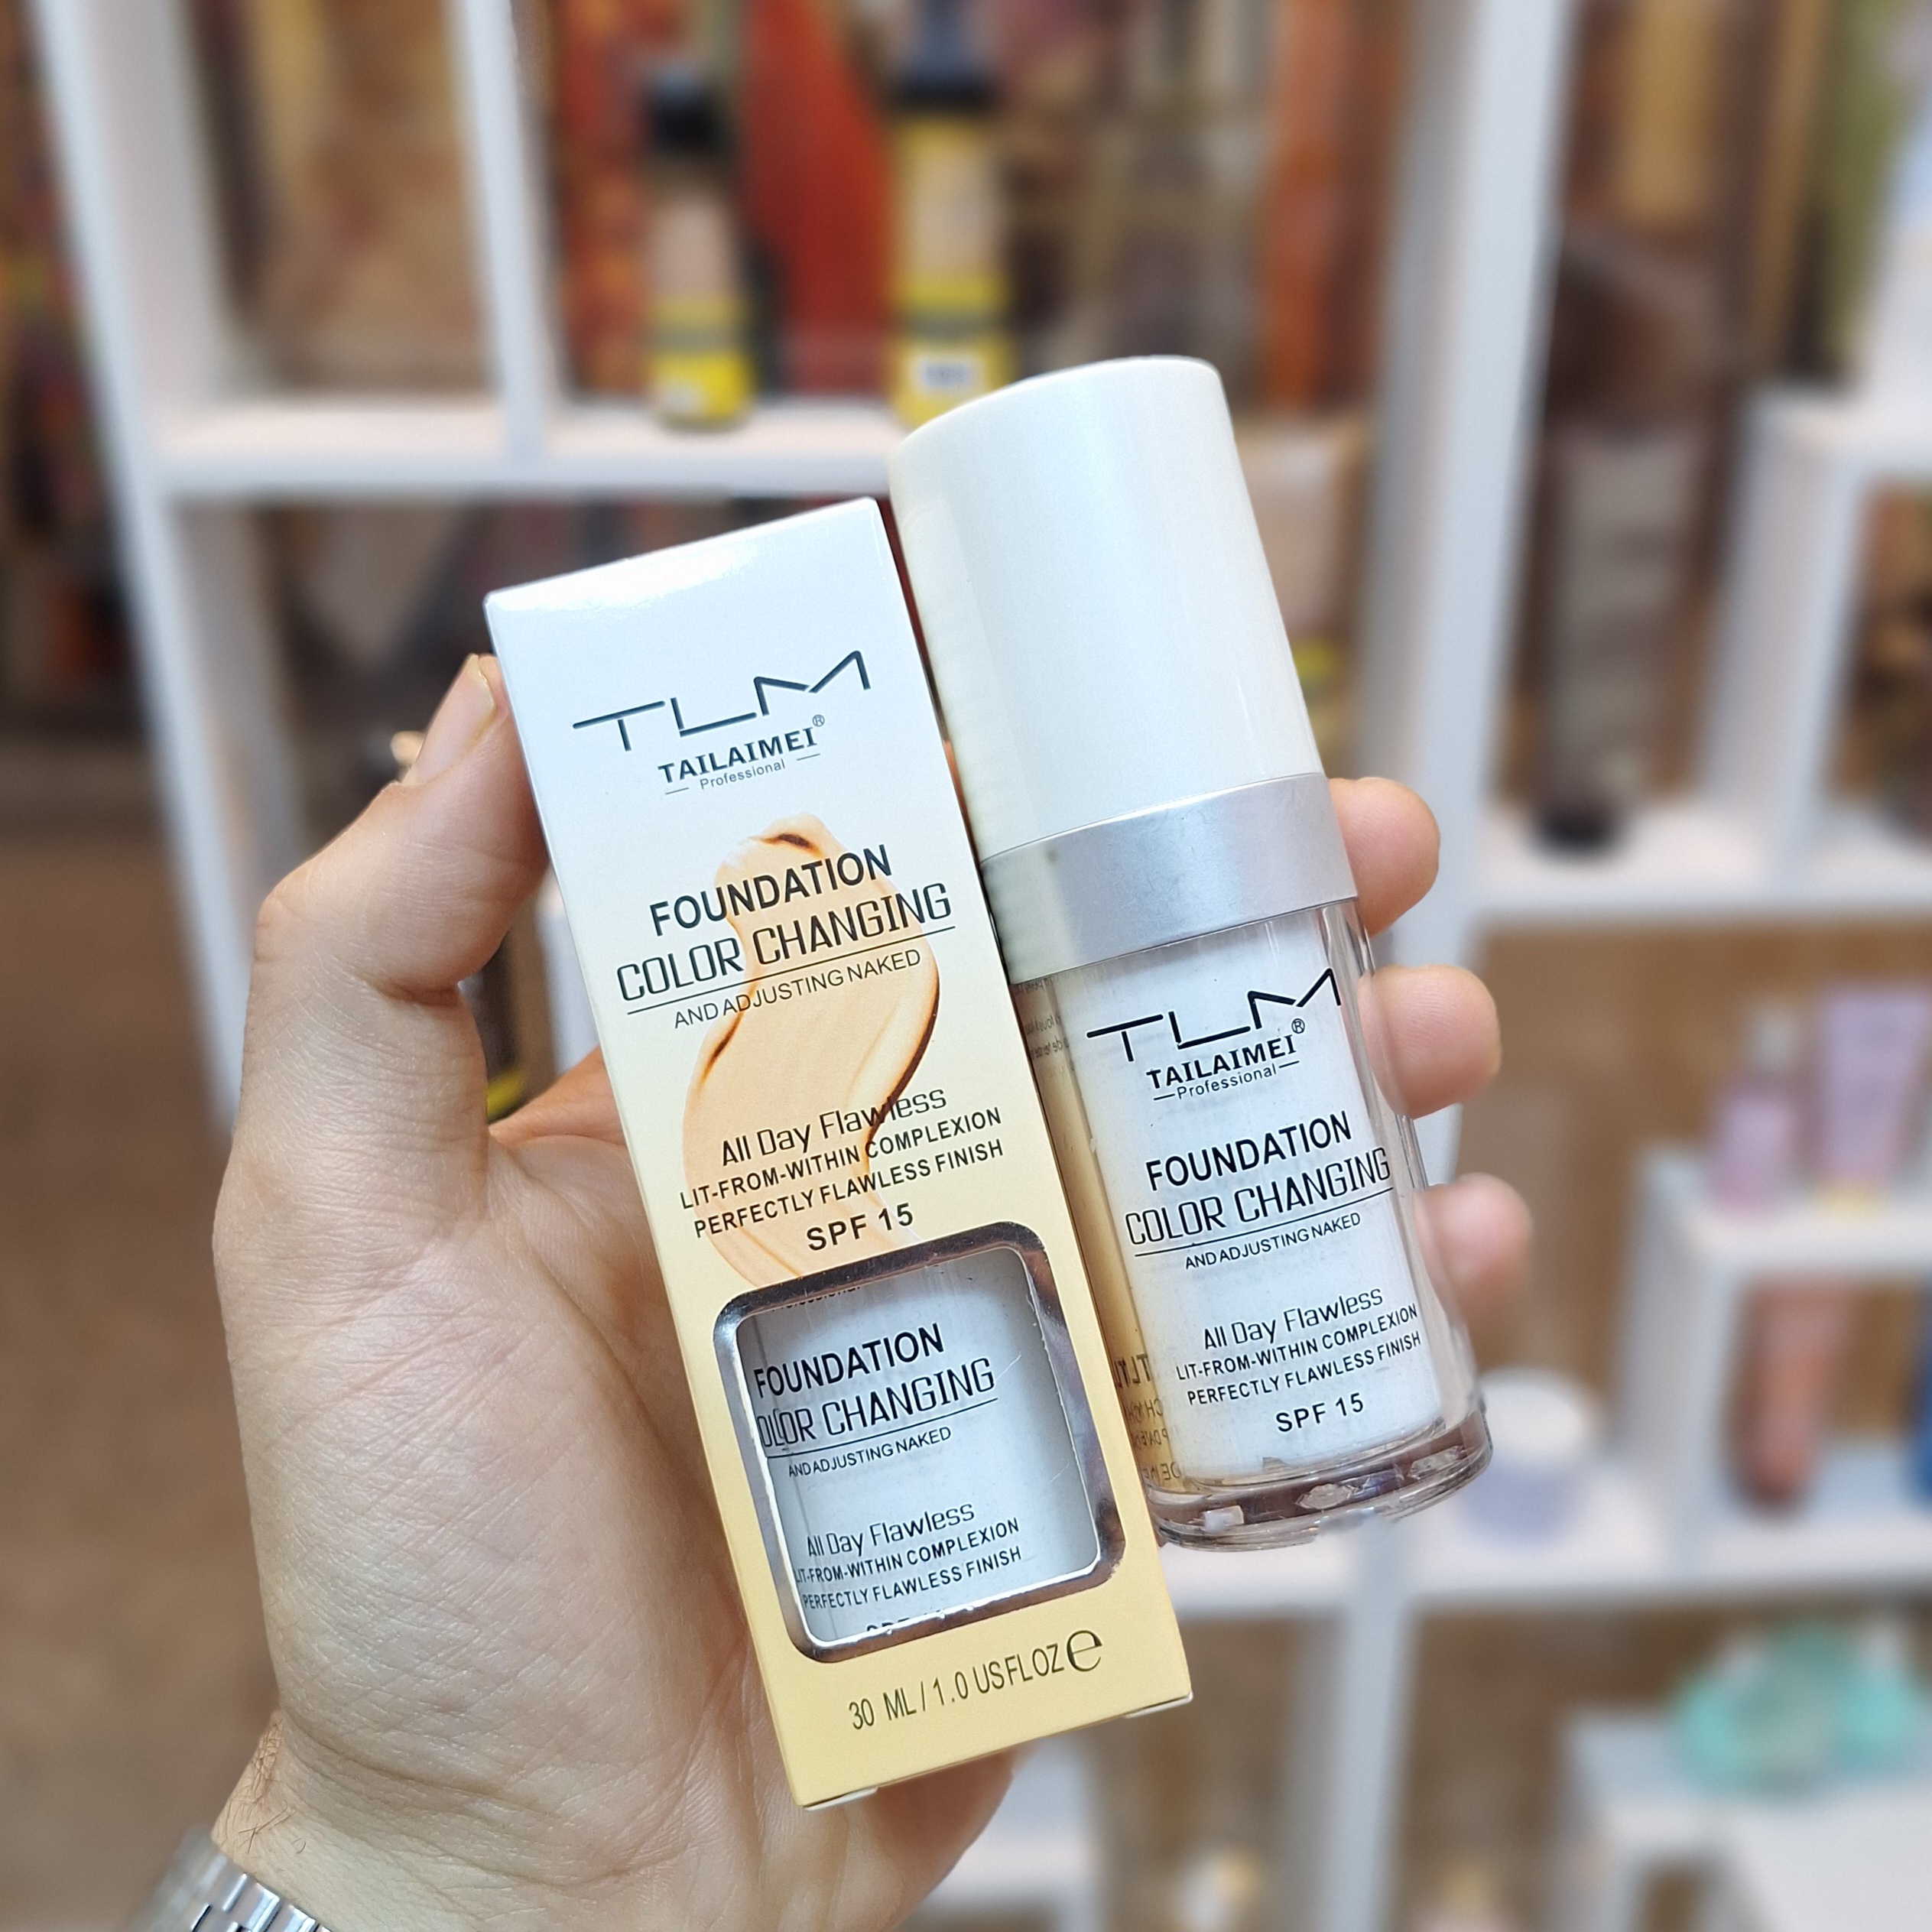 TLM
TAILAIMEI®
Professional
FOUNDATION
COLOR CHANGING
AND ADJUSTING NAKED
All Day Flawless
LIT-FROM-WITHIN COMPLEXION
PERFECTLY FLAWLESS FINISH
SPF 15
FOUNDATION
OLOR CHANGING
AND ADJUSTING NAKED
All Day Flawless
LIT-FROM-WITHIN COMPLEXION
PERFECTLY FLAWLESS FINISH
30 ML / 1.0 US FL OZ e
TLM
TAILAIMEI®
Professional
FOUNDATION
COLOR CHANGING
AND ADJUSTING NAKED
All Day Flawless
LIT-FROM-WITHIN COMPLEXION
PERFECTLY FLAWLESS FINISH
SPF 15